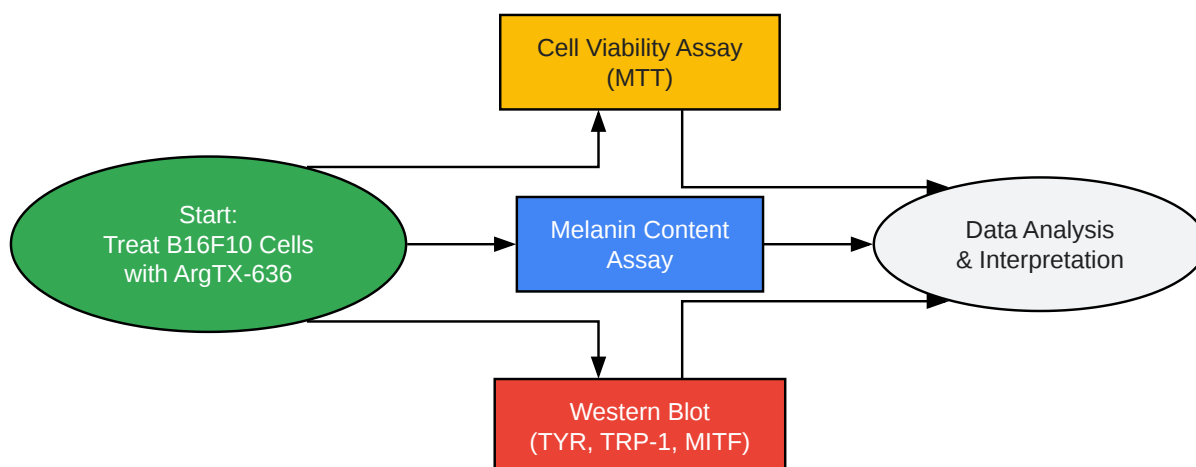 Cell Viability Assay
(MTT)
Start:
Treat B16F10 Cells
with ArgTX-636
Melanin Content
Assay
Data Analysis
& Interpretation
Western Blot
(TYR, TRP-1, MITF)